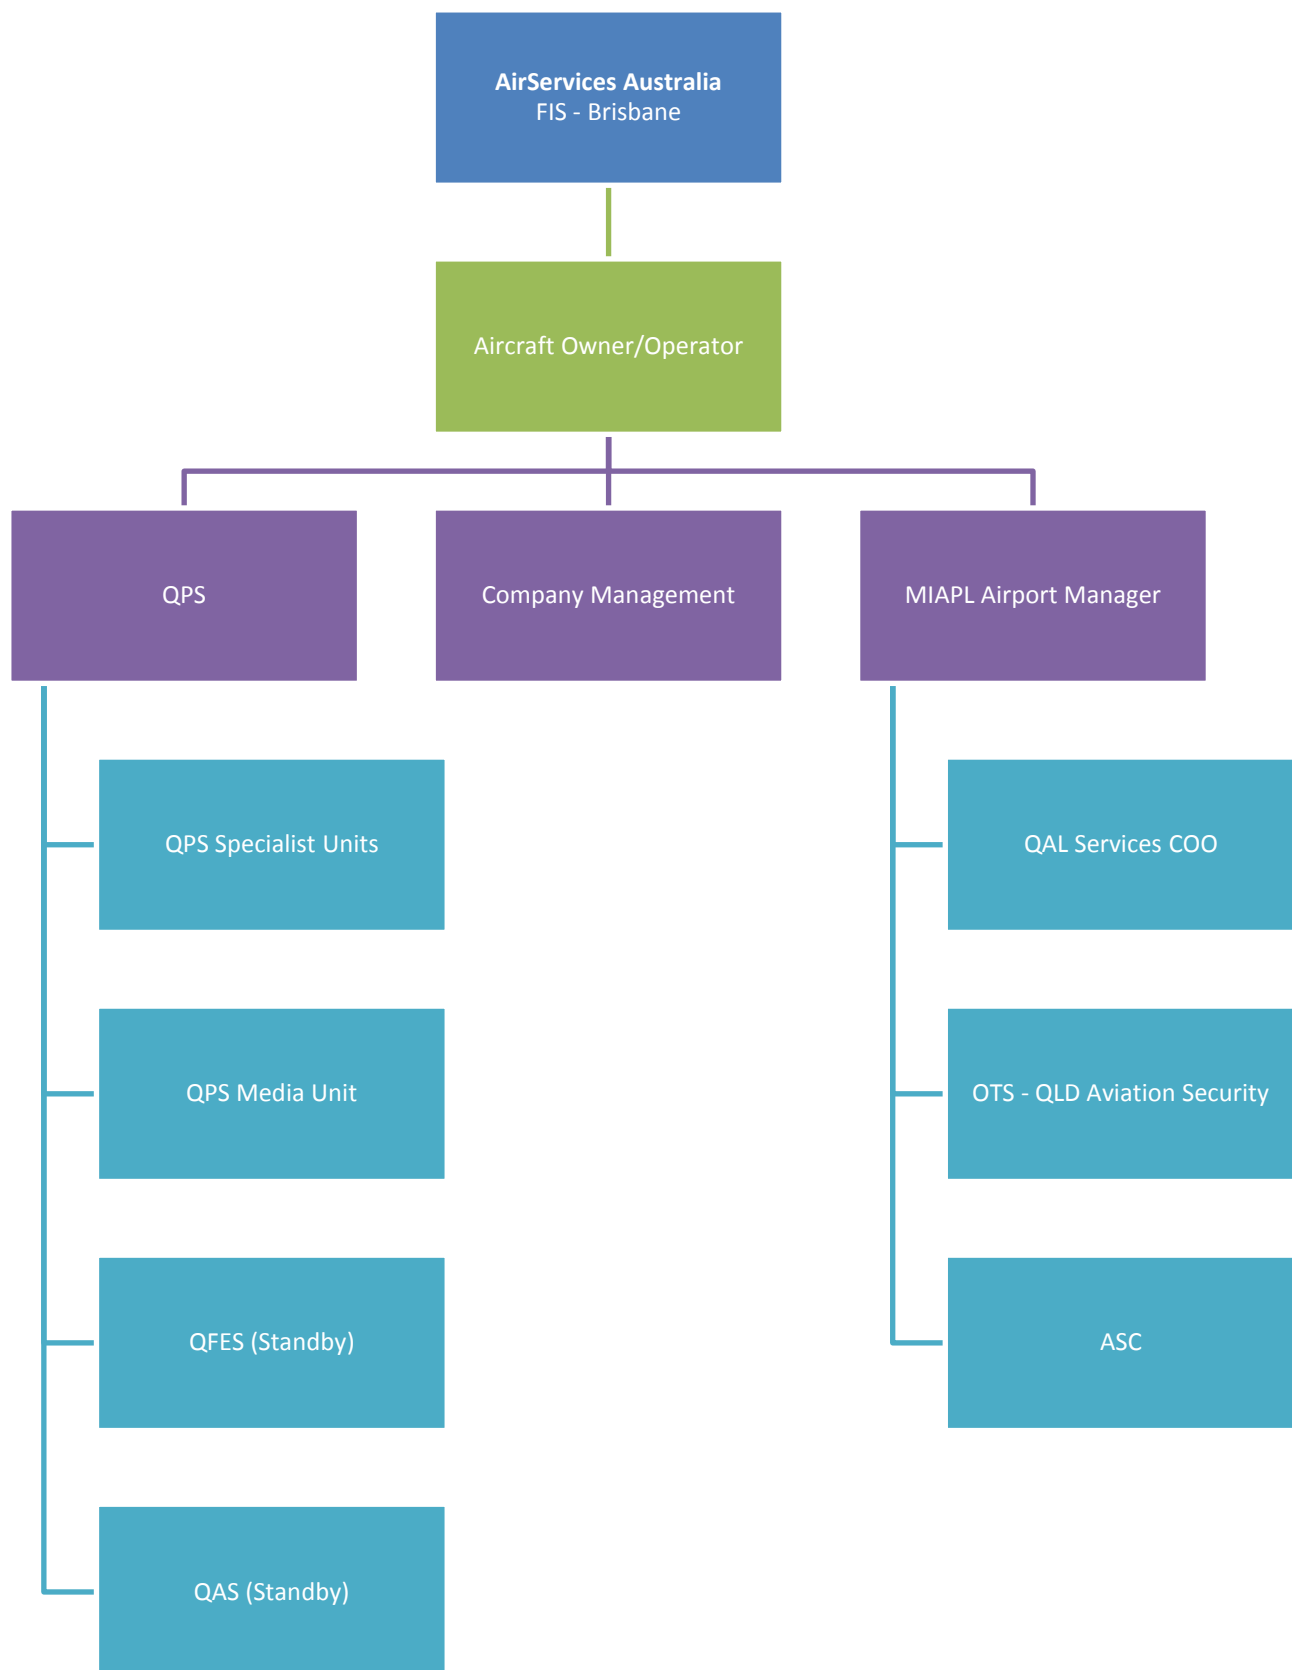 AirServices Australia
FIS - Brisbane
Aircraft Owner/Operator
QPS
Company Management
MIAPL Airport Manager
QPS Specialist Units
QAL Services COO
QPS Media Unit
OTS - QLD Aviation Security
QFES (Standby)
ASC
QAS (Standby)